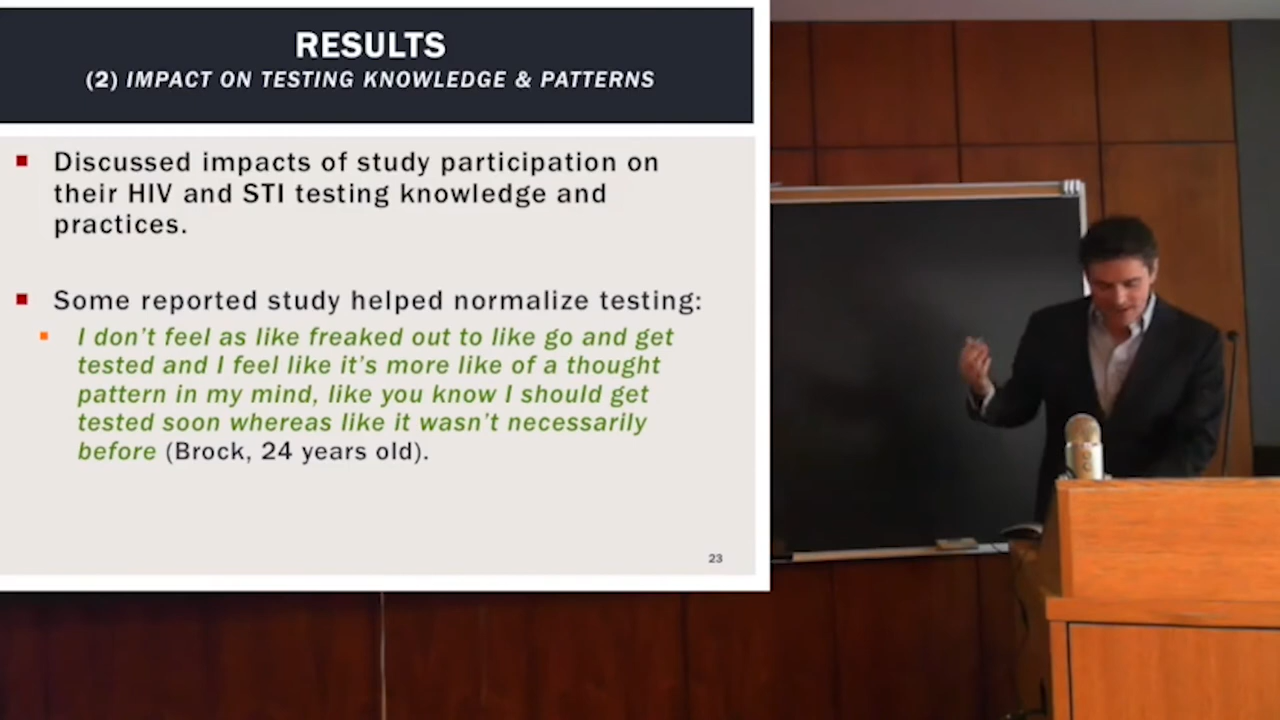 RESULTS
(2) IMPACT ON TESTING KNOWLEDGE & PATTERNS
Discussed impacts of study participation on
their HIV and STI testing knowledge and
practices.
Some reported study helped normalize testing:
I don't feel as like freaked out to like go and get
tested and I feel like it's more like of a thought
pattern in my mind, like you know I should get
tested soon whereas like it wasn't necessarily
before (Brock, 24 years old).
23